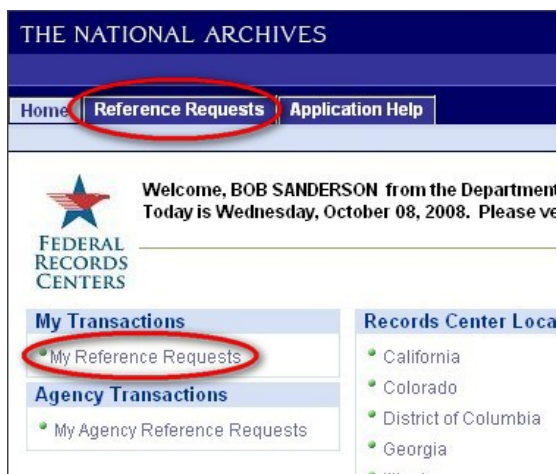 THE NATIONAL ARCHIVES
Home Reference Requests Application Help
Welcome, BOB SANDERSON from the Department
Today is Wednesday, October 08, 2008. Please ve
FEDERAL
RECORDS
CENTERS
My Transactions
My Reference Requests
Agency Transactions
My Agency Reference Requests
Records Center Loca
California
Colorado
District of Columbia
Georgia